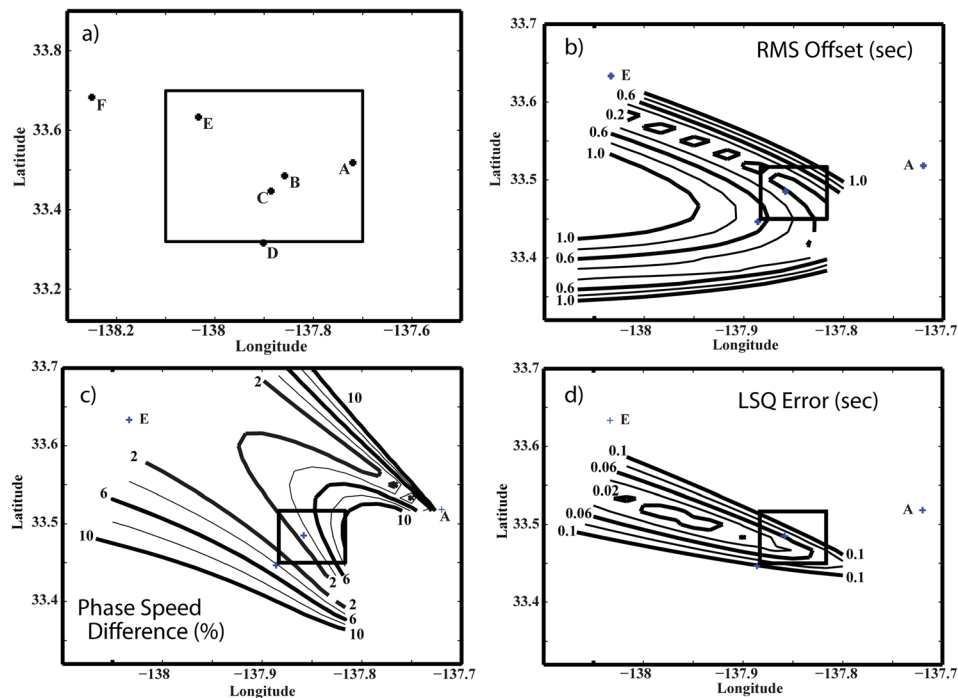 a)
33.8
33.6
33.4
33.2
Latitude
F
E
A
B
C
D
−138.2
−138
−137.8
−137.6
Longitude
b)
RMS Offset (sec)
33.7
33.6
33.5
33.4
Latitude
E
A
0.6
0.2
0.6
1.0
1.0
1.0
0.6
0.6
1.0
−138
−137.9
−137.8
−137.7
Longitude
c)
33.7
33.6
33.5
33.4
Latitude
E
A
2
10
2
6
10
10
6
2
2
6
10
Phase Speed
Difference (%)
−138
−137.9
−137.8
−137.7
Longitude
d)
LSQ Error (sec)
33.7
33.6
33.5
33.4
Latitude
E
A
0.1
0.06
0.02
0.06
0.1
0.1
0.1
−138
−137.9
−137.8
−137.7
Longitude